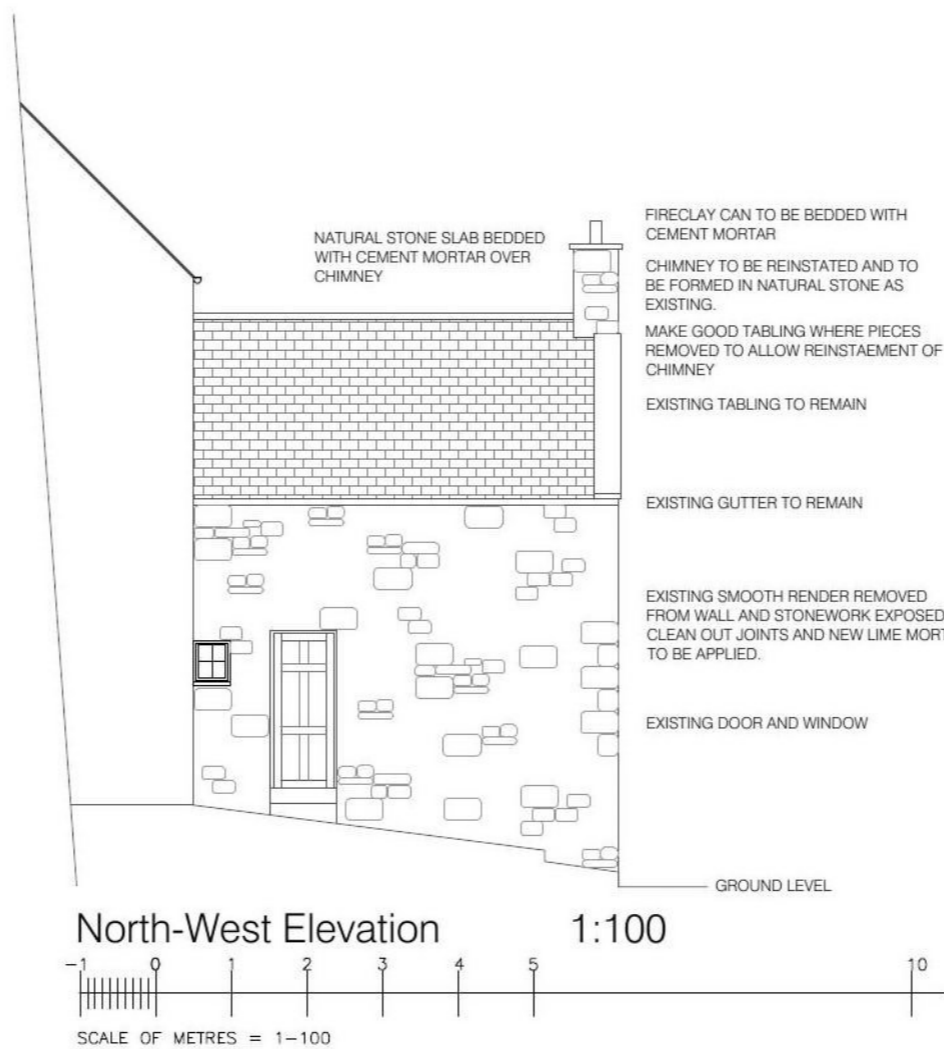 NATURAL STONE SLAB BEDDED
WITH CEMENT MORTAR OVER
CHIMNEY
FIRECLAY CAN TO BE BEDDED WITH
CEMENT MORTAR
CHIMNEY TO BE REINSTATED AND TO
BE FORMED IN NATURAL STONE AS
EXISTING.
MAKE GOOD TABLING WHERE PIECES
REMOVED TO ALLOW REINSTAEMENT OF
CHIMNEY
EXISTING TABLING TO REMAIN
EXISTING GUTTER TO REMAIN
EXISTING SMOOTH RENDER REMOVED
FROM WALL AND STONEWORK EXPOSED
CLEAN OUT JOINTS AND NEW LIME MORT
TO BE APPLIED.
EXISTING DOOR AND WINDOW
GROUND LEVEL
North-West Elevation 1:100
-1 0 1 2 3 4 5 10
SCALE OF METRES = 1-100